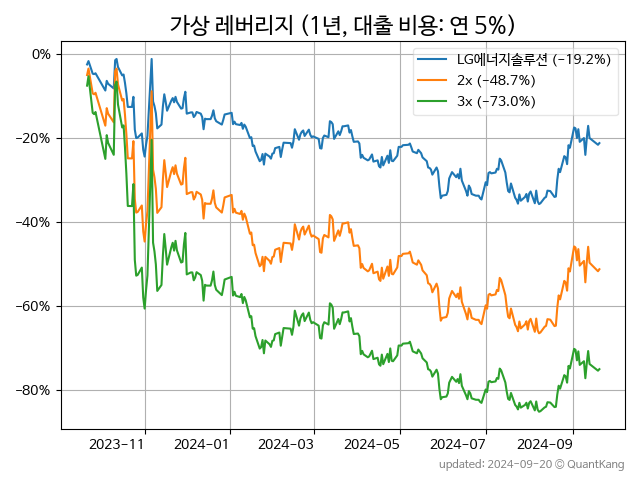 가상 레버리지 (1년, 대출 비용: 연 5%)
0%
−20%
−40%
−60%
−80%
LG에너지솔루션 (−19.2%)
2x (−48.7%)
3x (−73.0%)
2023−11 2024−01 2024−03 2024−05 2024−07 2024−09
updated: 2024−09−20 © QuantKang